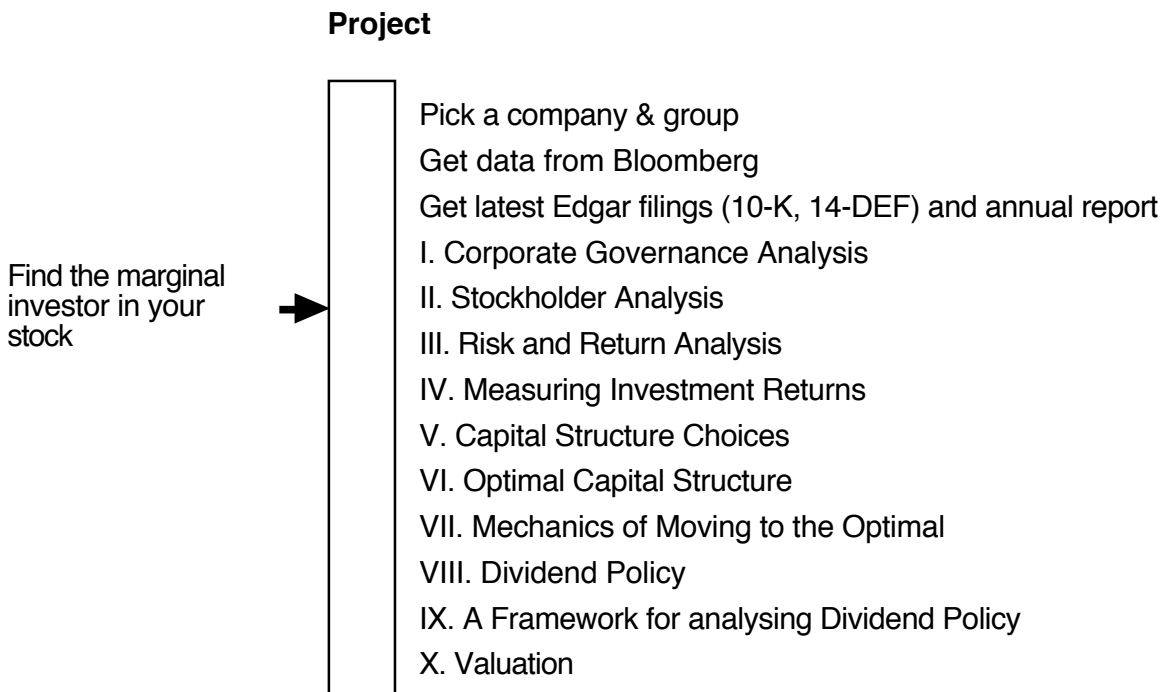 Project
Pick a company & group
Get data from Bloomberg
Get latest Edgar filings (10-K, 14-DEF) and annual report
I. Corporate Governance Analysis
Find the marginal
investor in your
stock
II. Stockholder Analysis
III. Risk and Return Analysis
IV. Measuring Investment Returns
V. Capital Structure Choices
VI. Optimal Capital Structure
VII. Mechanics of Moving to the Optimal
VIII. Dividend Policy
IX. A Framework for analysing Dividend Policy
X. Valuation